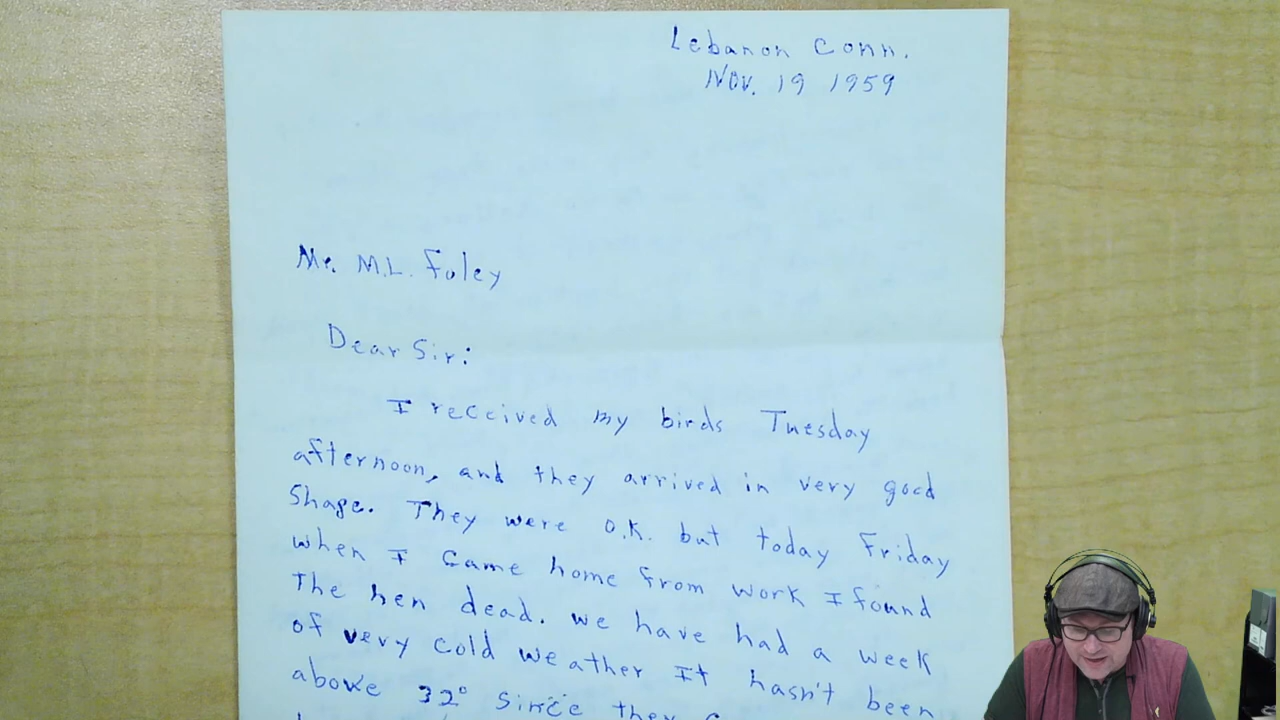 Lebanon Conn.
Nov. 19 1959
Mr. M.L. Foley
Dear Sir:
I received my birds Tuesday
afternoon, and they arrived in very good
shape. They were O.K. but today Friday
when I came home from work I found
the hen dead. we have had a week
of very cold weather It hasn't been
above 32° since they